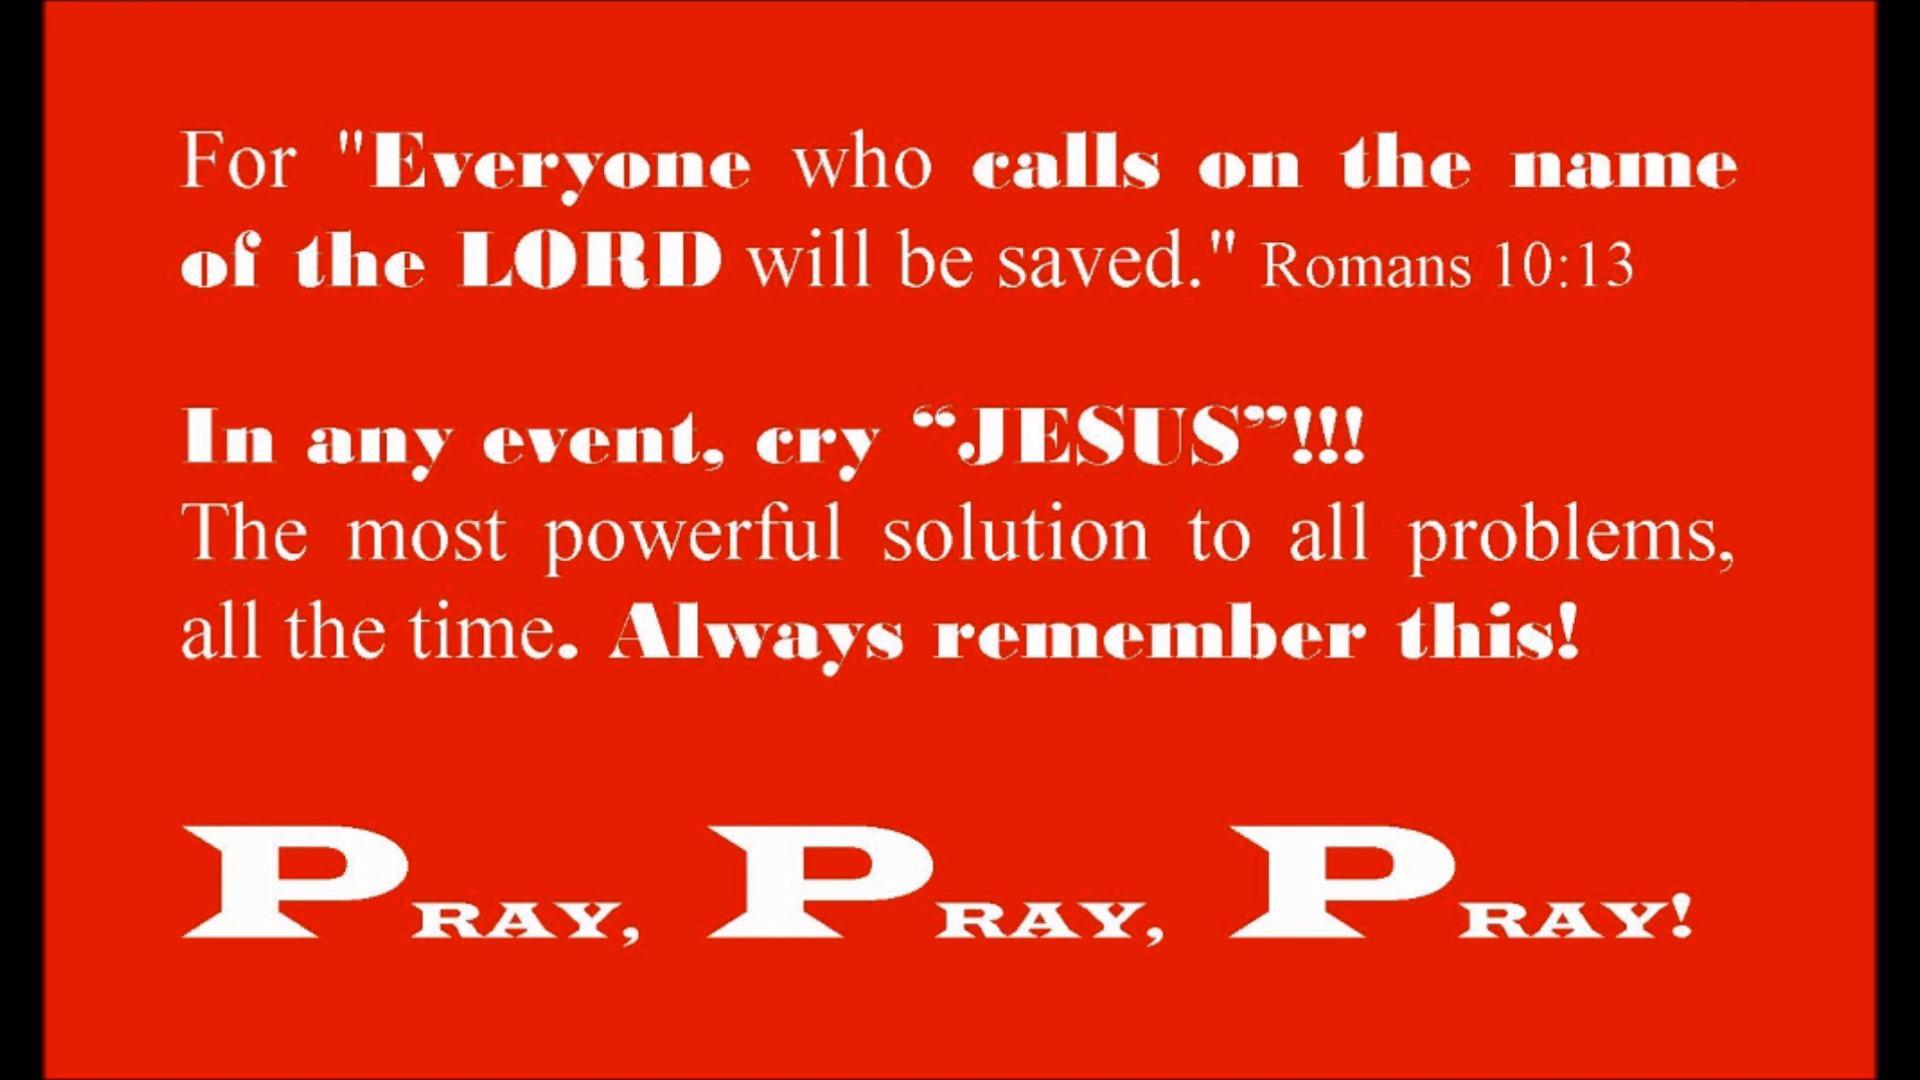 For "Everyone who calls on the name
of the LORD will be saved." Romans 10:13
In any event, cry “JESUS”!!!
The most powerful solution to all problems,
all the time. Always remember this!
PRAY, PRAY, PRAY!